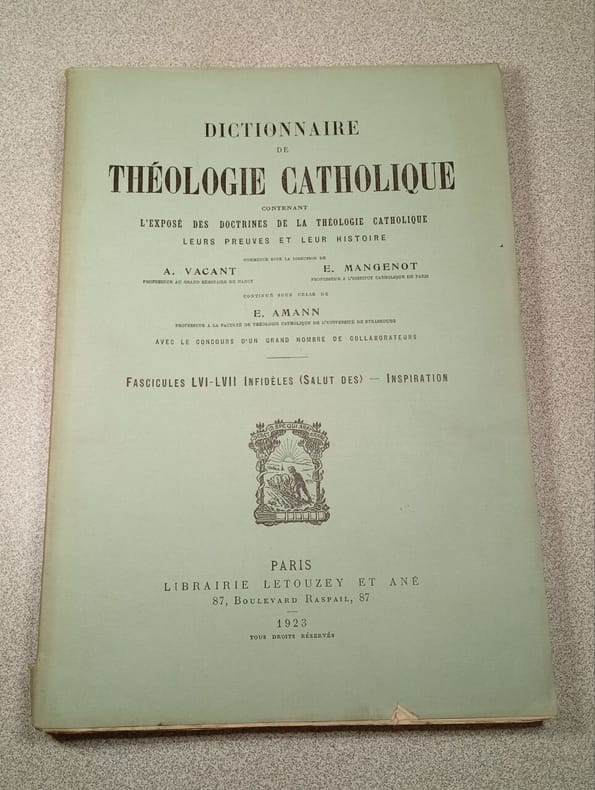 DICTIONNAIRE
DE
THÉOLOGIE CATHOLIQUE
CONTENANT
L'EXPOSÉ DES DOCTRINES DE LA THÉOLOGIE CATHOLIQUE
LEURS PREUVES ET LEUR HISTOIRE
COMMENCÉ SOUS LA DIRECTION DE
A. VACANT
PROFESSEUR AU GRAND SÉMINAIRE DE NANCY
E. MANGENOT
PROFESSEUR A L'INSTITUT CATHOLIQUE DE PARIS
CONTINUÉ SOUS CELLE DE
E. AMANN
PROFESSEUR A LA FACULTÉ DE THÉOLOGIE CATHOLIQUE DE L'UNIVERSITÉ DE STRASBOURG
AVEC LE CONCOURS D'UN GRAND NOMBRE DE COLLABORATEURS
FASCICULES LVI-LVII INFIDÈLES (SALUT DES) — INSPIRATION
IN SPE QUI ARAT
PARIS
LIBRAIRIE LETOUZEY ET ANÉ
87, BOULEVARD RASPAIL, 87
1923
TOUS DROITS RÉSERVÉS